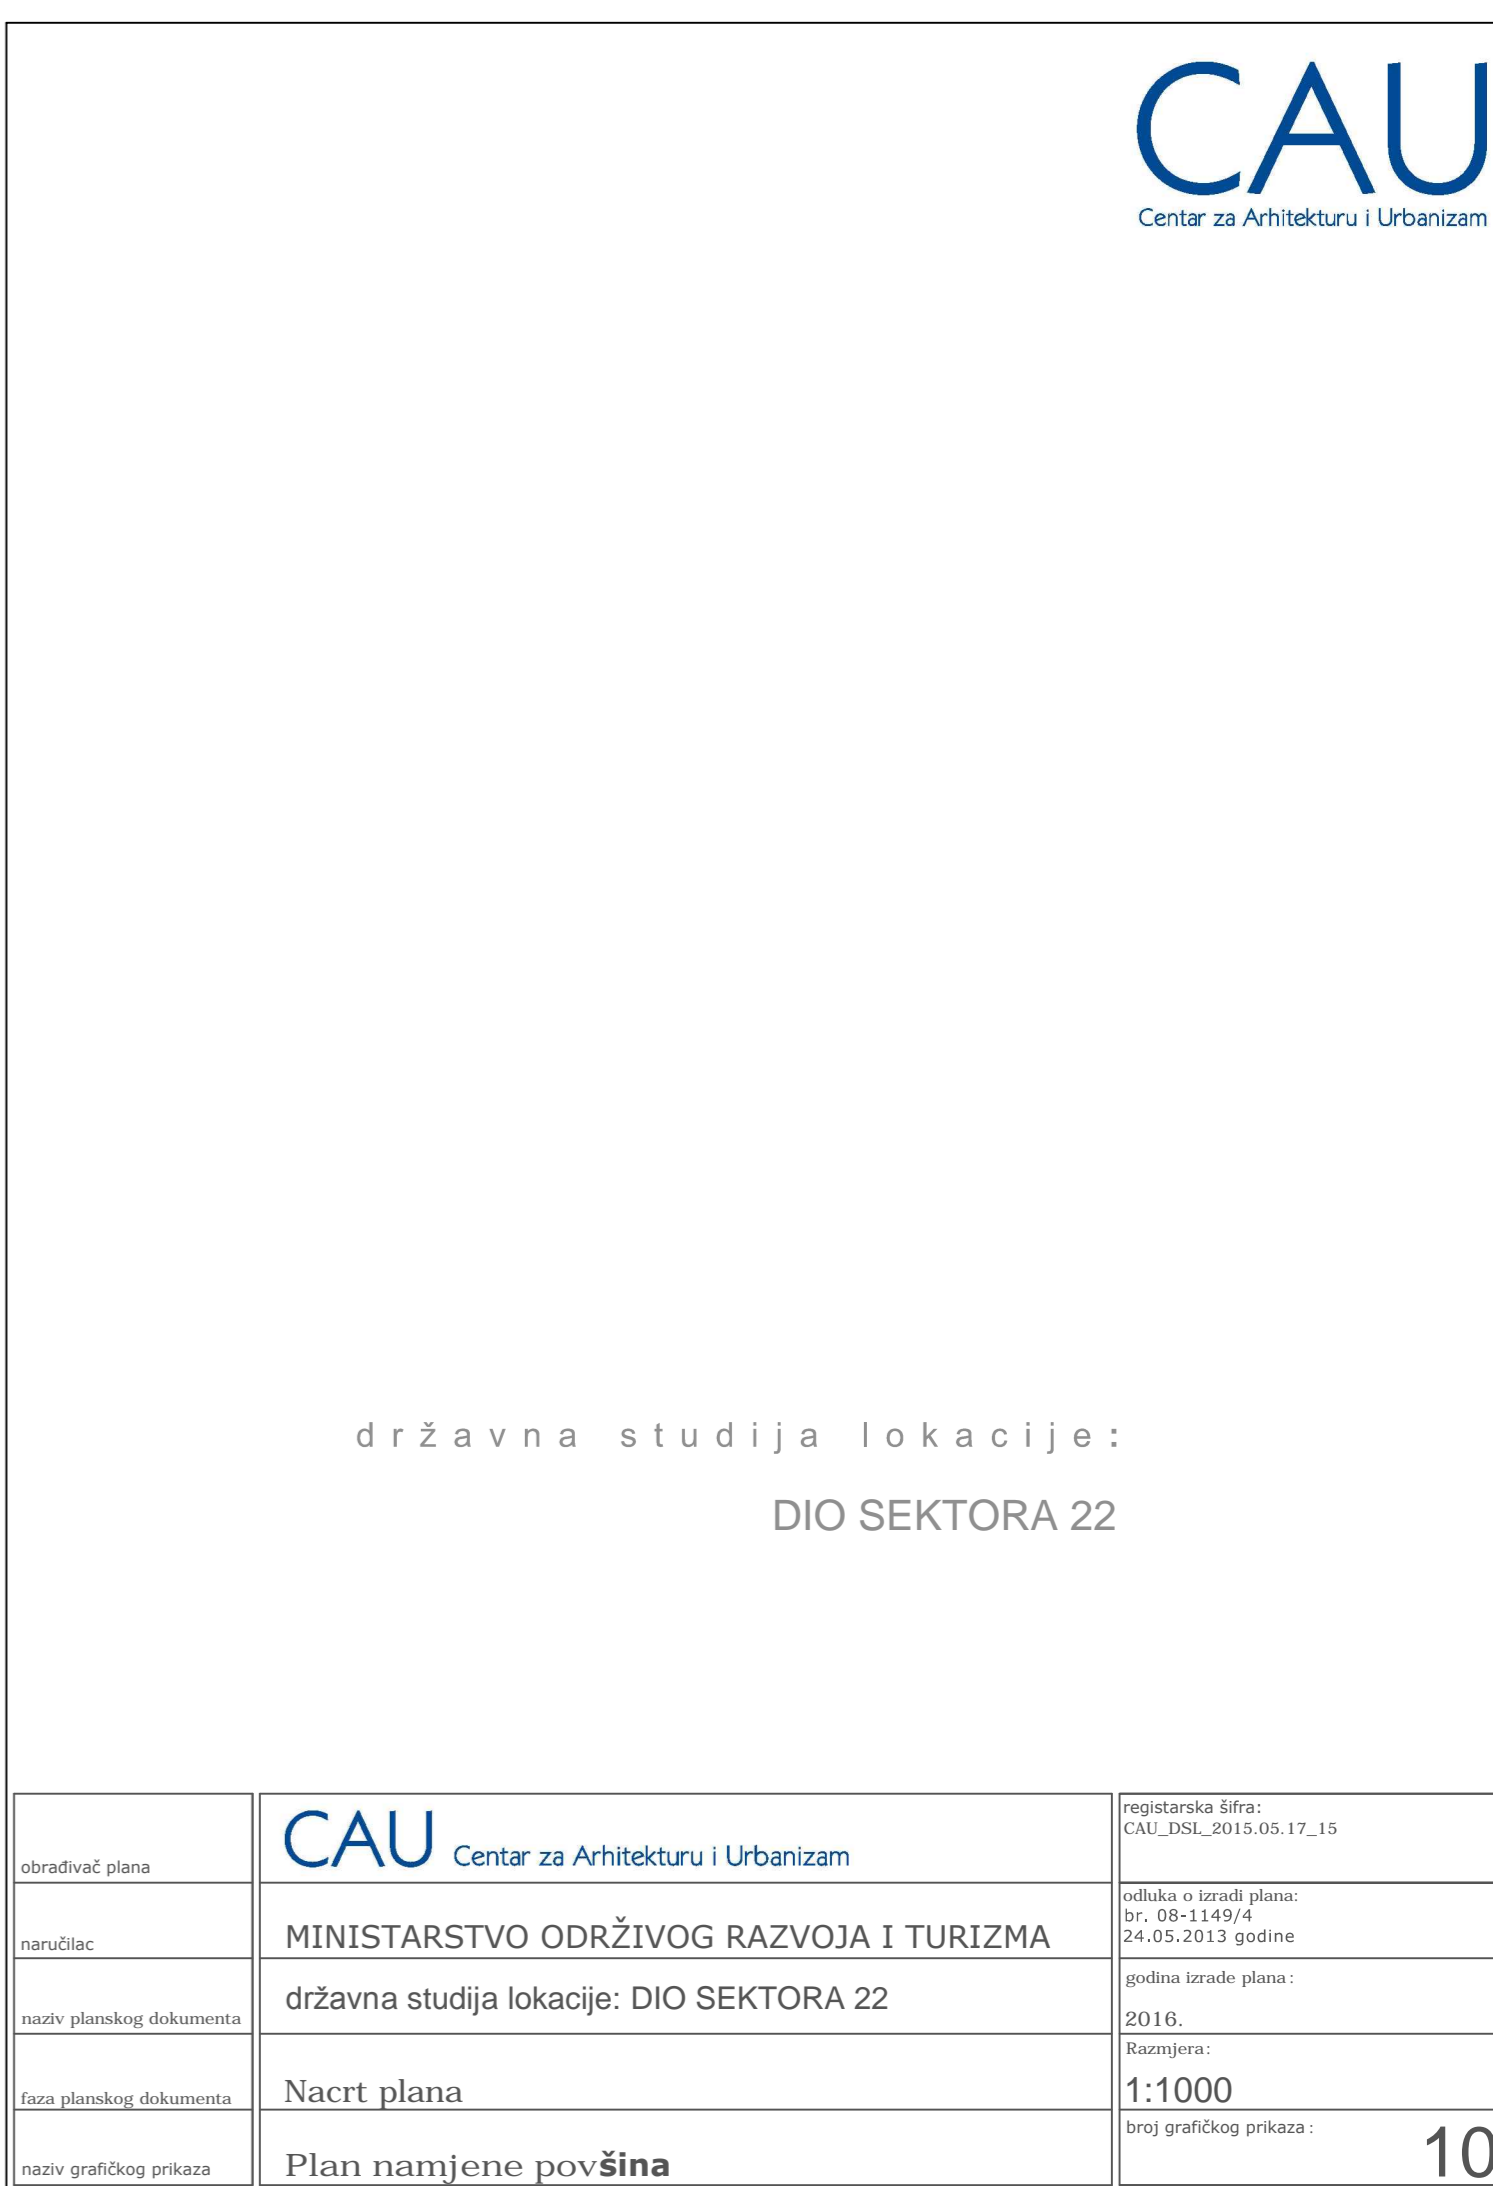 CAU
Centar za Arhitekturu i Urbanizam
državna studija lokacije:
DIO SEKTORA 22
obrađivač plana
CAU Centar za Arhitekturu i Urbanizam
registarska šifra:
CAU_DSL_2015.05.17_15
naručilac
MINISTARSTVO ODRŽIVOG RAZVOJA I TURIZMA
odluka o izradi plana:
br. 08-1149/4
24.05.2013 godine
naziv planskog dokumenta
državna studija lokacije: DIO SEKTORA 22
godina izrade plana:
2016.
faza planskog dokumenta
Nacrt plana
Razmjera:
1:1000
naziv grafičkog prikaza
Plan namjene povšina
broj grafičkog prikaza:
10